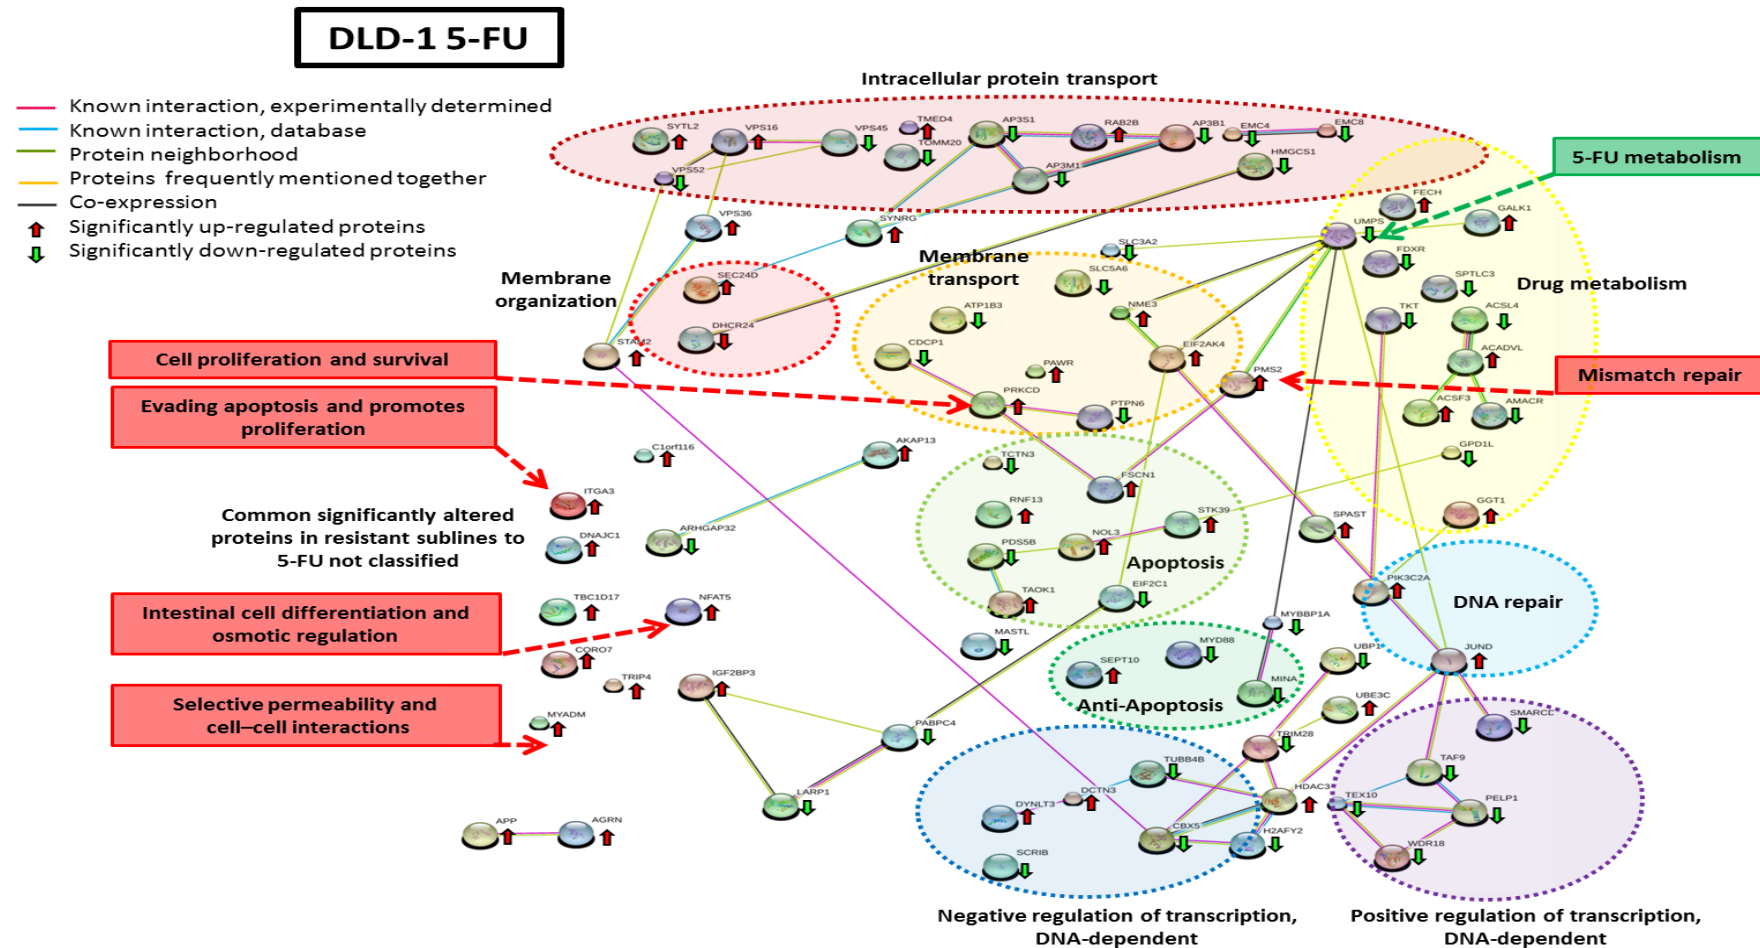 DLD-1 5-FU
Known interaction, experimentally determined
Known interaction, database
Protein neighborhood
Proteins frequently mentioned together
Co-expression
Significantly up-regulated proteins
Significantly down-regulated proteins
Intracellular protein transport
SYTL2
VPS16
VPS45
TMED4
TOMM20
AP3S1
RAB2B
AP3B1
EMC4
EMC8
VPS52
AP3M1
HMGCS1
5-FU metabolism
VPS36
SYNRG
SLC3A2
UMPS
FECH
GALK1
FDXR
SPTLC3
Drug metabolism
TKT
ACSL4
ACADVL
ACSF3
AMACR
GPD1L
GGT1
Membrane
organization
SEC24D
DHCR24
STAM2
Membrane
transport
SLC5A6
ATP1B3
NME3
CDCP1
PAWR
EIF2AK4
PRKCD
PTPN6
PMS2
Mismatch repair
Cell proliferation and survival
Evading apoptosis and promotes
proliferation
C1orf116
AKAP13
ITGA3
Common significantly altered
proteins in resistant sublines to
5-FU not classified
DNAJC1
ARHGAP32
TCTN3
FSCN1
RNF13
STK39
NOL3
PDS5B
Apoptosis
TAOK1
EIF2C1
SPAST
PIK3C2A
DNA repair
JUND
Intestinal cell differentiation and
osmotic regulation
TBC1D17
NFAT5
CORO7
TRIP4
IGF2BP3
MASTL
MYBBP1A
MYD88
SEPT10
MINA
Anti-Apoptosis
UBP1
UBE3C
Selective permeability and
cell–cell interactions
MYADM
PABPC4
LARP1
APP
AGRN
TRIM28
TUBB4B
DCTN3
DYNLT3
HDAC3
CBX5
H2AFY2
SCRIB
TAF9
TEX10
PELP1
WDR18
Negative regulation of transcription,
DNA-dependent
Positive regulation of transcription,
DNA-dependent